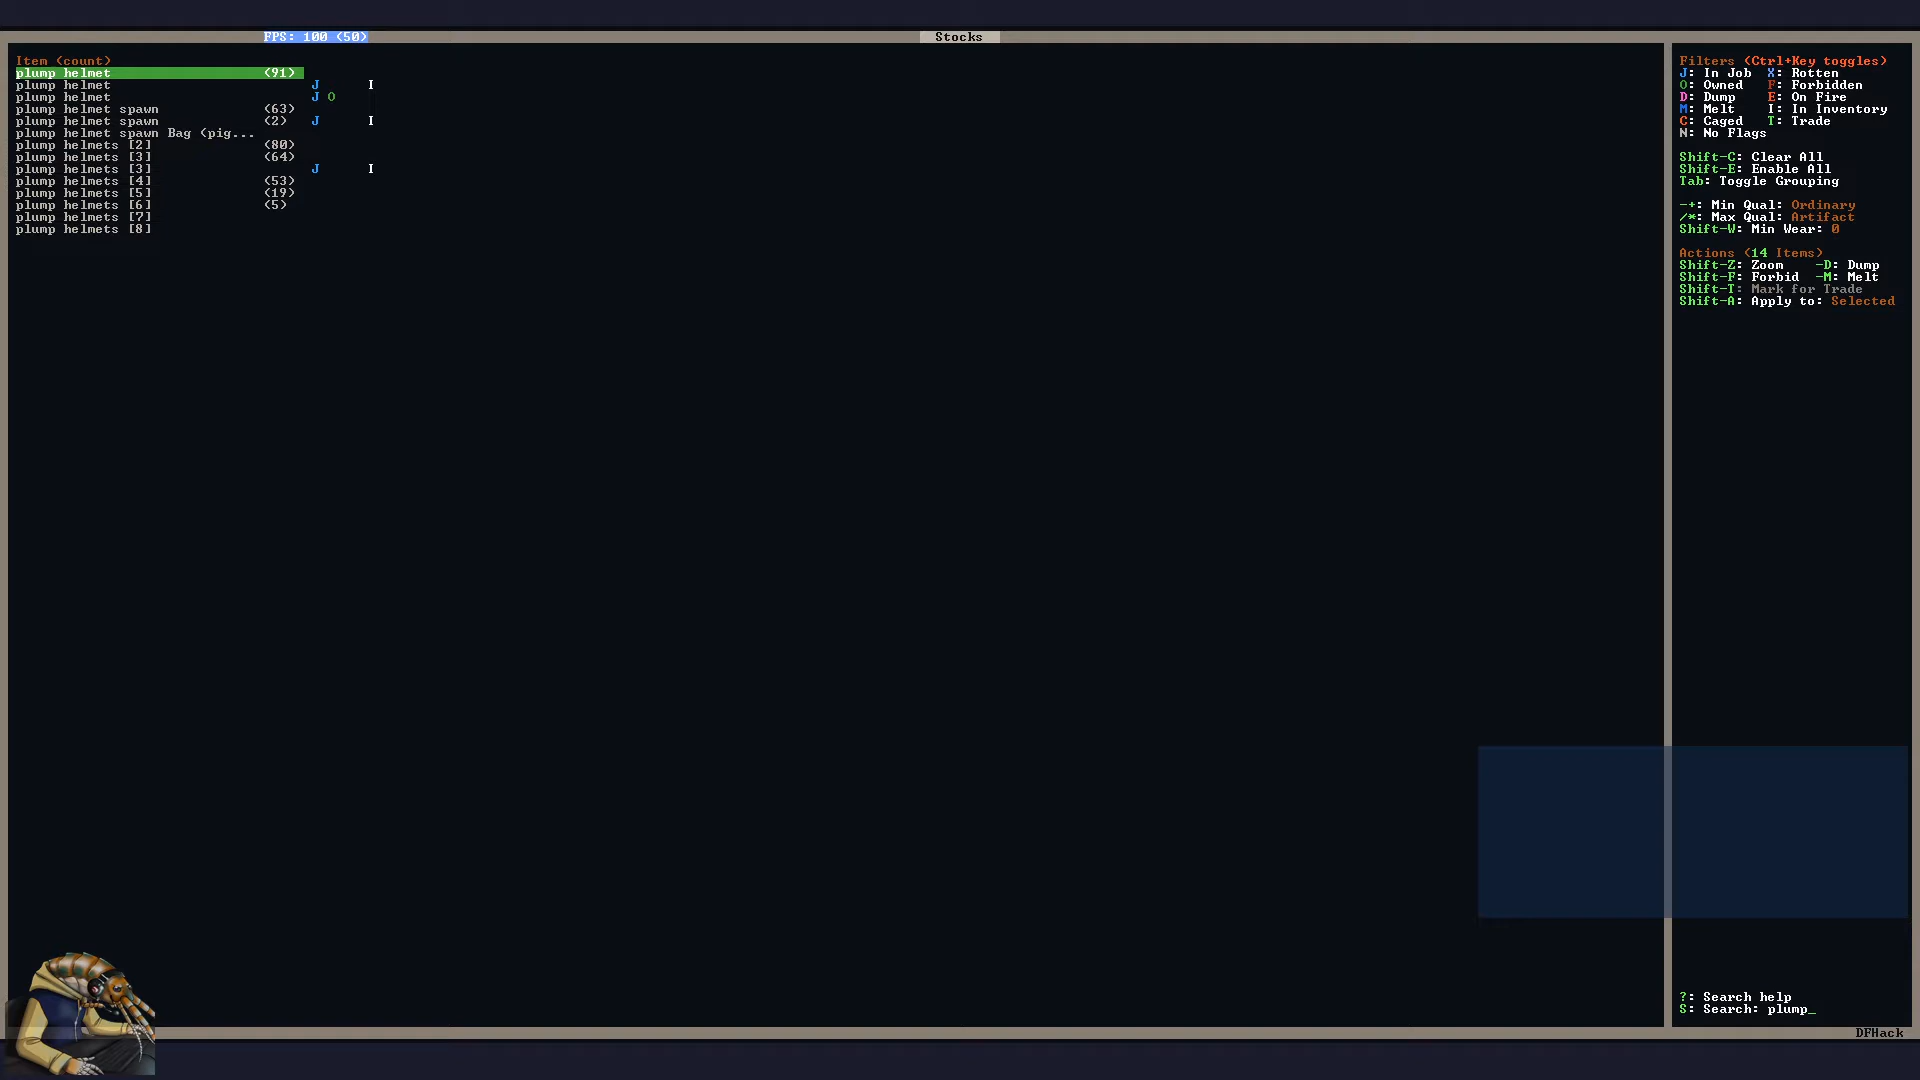 FPS: 100 (50)
Stocks
Item (count)
plump helmet (91)
plump helmet J I
plump helmet J O
plump helmet spawn (63)
plump helmet spawn (2) J I
plump helmet spawn Bag (pig...
plump helmets [2] (80)
plump helmets [3] (64)
plump helmets [3] J I
plump helmets [4] (53)
plump helmets [5] (19)
plump helmets [6] (5)
plump helmets [7]
plump helmets [8]
Filters (Ctrl+Key toggles)
J: In Job X: Rotten
O: Owned F: Forbidden
D: Dump E: On Fire
M: Melt I: In Inventory
C: Caged T: Trade
N: No Flags
Shift-C: Clear All
Shift-E: Enable All
Tab: Toggle Grouping
-+: Min Qual: Ordinary
/*: Max Qual: Artifact
Shift-W: Min Wear: 0
Actions (14 Items)
Shift-Z: Zoom -D: Dump
Shift-F: Forbid -M: Melt
Shift-T: Mark for Trade
Shift-A: Apply to: Selected
?: Search help
S: Search: plump_
DFHack